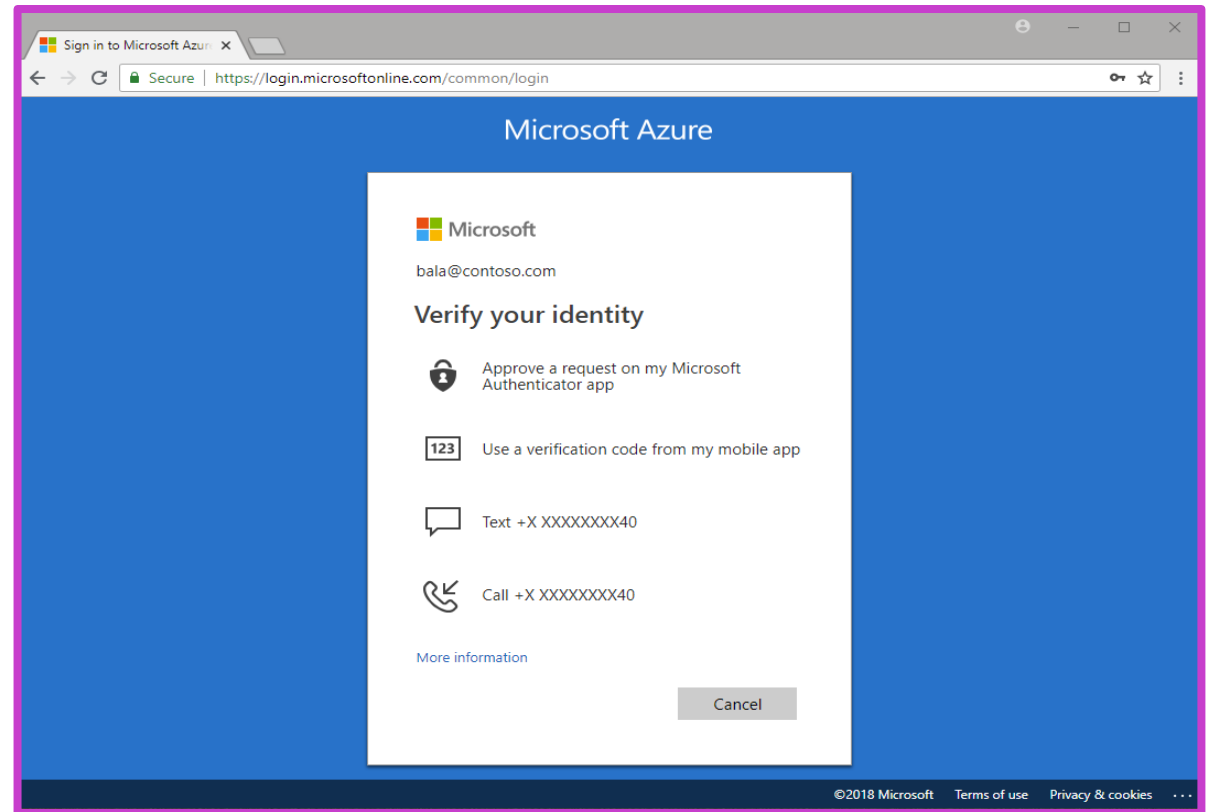 Sign in to Microsoft Azur
Secure | https://login.microsoftonline.com/common/login
Microsoft Azure
Microsoft
bala@contoso.com
Verify your identity
Approve a request on my Microsoft
Authenticator app
123 Use a verification code from my mobile app
Text +X XXXXXXXX40
Call +X XXXXXXXX40
More information
Cancel
©2018 Microsoft Terms of use Privacy & cookies ...